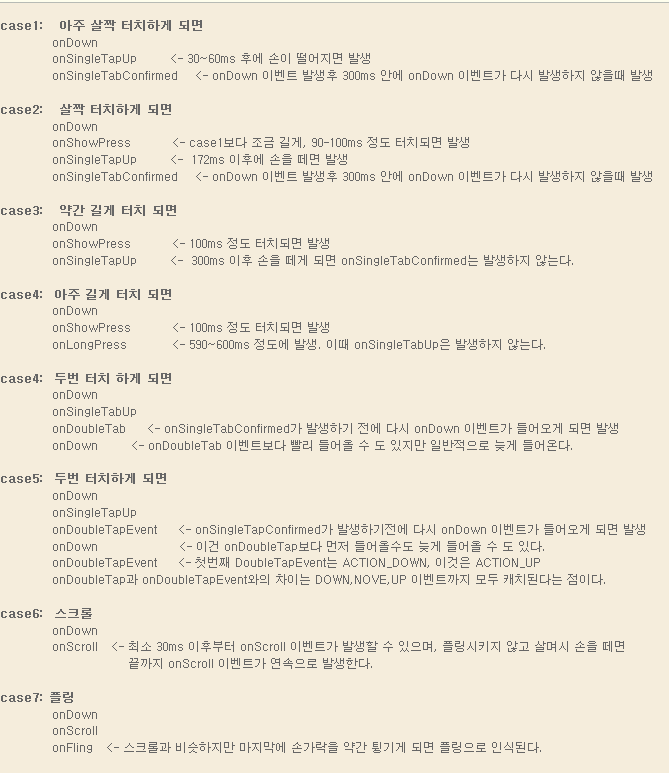 case1:  아주 살짝 터치하게 되면
onDown
onSingleTapUp  <- 30~60ms 후에 손이 떨어지면 발생
onSingleTabConfirmed  <- onDown 이벤트 발생후 300ms 안에 onDown 이벤트가 다시 발생하지 않을때 발생
case2:  살짝 터치하게 되면
onDown
onShowPress  <- case1보다 조금 길게, 90-100ms 정도 터치되면 발생
onSingleTapUp  <-  172ms 이후에 손을 떼면 발생
onSingleTabConfirmed  <- onDown 이벤트 발생후 300ms 안에 onDown 이벤트가 다시 발생하지 않을때 발생
case3:  약간 길게 터치 되면
onDown
onShowPress  <- 100ms 정도 터치되면 발생
onSingleTapUp  <-  300ms 이후 손을 떼게 되면 onSingleTabConfirmed는 발생하지 않는다.
case4:  아주 길게 터치 되면
onDown
onShowPress  <- 100ms 정도 터치되면 발생
onLongPress  <- 590~600ms 정도에 발생. 이때 onSingleTabUp은 발생하지 않는다.
case4:  두번 터치 하게 되면
onDown
onSingleTabUp
onDoubleTab  <- onSingleTabConfirmed가 발생하기 전에 다시 onDown 이벤트가 들어오게 되면 발생
onDown  <- onDoubleTab 이벤트보다 빨리 들어올 수 도 있지만 일반적으로 늦게 들어온다.
case5:  두번 터치하게 되면
onDown
onSingleTapUp
onDoubleTapEvent  <- onSingleTapConfirmed가 발생하기전에 다시 onDown 이벤트가 들어오게 되면 발생
onDown  <- 이건 onDoubleTap보다 먼저 들어올수도 늦게 들어올 수 도 있다.
onDoubleTapEvent  <- 첫번째 DoubleTapEvent는 ACTION_DOWN, 이것은 ACTION_UP
onDoubleTap과 onDoubleTapEvent와의 차이는 DOWN,NOVE,UP 이벤트까지 모두 캐치된다는 점이다.
case6:  스크롤
onDown
onScroll  <- 최소 30ms 이후부터 onScroll 이벤트가 발생할 수 있으며, 플링시키지 않고 살며시 손을 떼면
끝까지 onScroll 이벤트가 연속으로 발생한다.
case7: 플링
onDown
onScroll
onFling  <- 스크롤과 비슷하지만 마지막에 손가락을 약간 튕기게 되면 플링으로 인식된다.